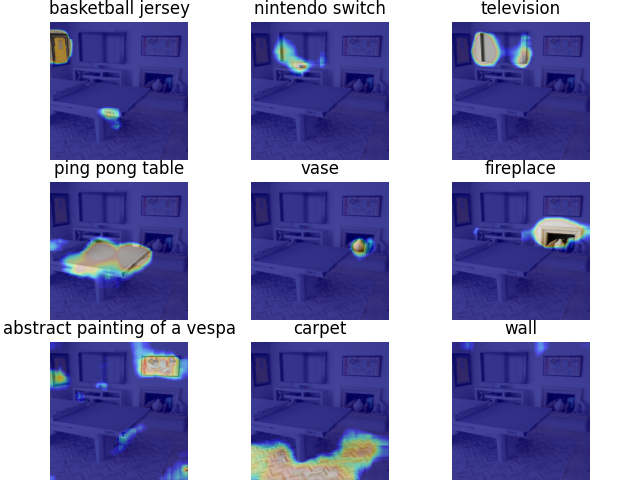 basketball jersey
nintendo switch
television
ping pong table
vase
fireplace
abstract painting of a vespa
carpet
wall